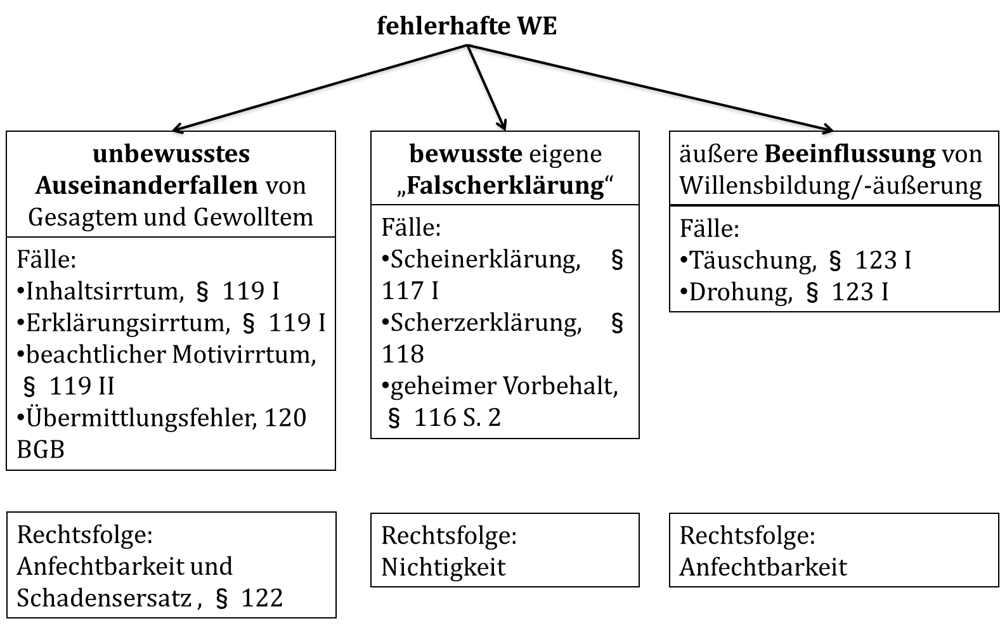 fehlerhafte WE
unbewusstes
Auseinanderfallen von
Gesagtem und Gewolltem
Fälle:
•Inhaltsirrtum, § 119 I
•Erklärungsirrtum, § 119 I
•beachtlicher Motivirrtum,
§ 119 II
•Übermittlungsfehler, 120
BGB
Rechtsfolge:
Anfechtbarkeit und
Schadensersatz , § 122
bewusste eigene
„Falscherklärung“
Fälle:
•Scheinerklärung, §
117 I
•Scherzerklärung, §
118
•geheimer Vorbehalt,
§ 116 S. 2
Rechtsfolge:
Nichtigkeit
äußere Beeinflussung von
Willensbildung/-äußerung
Fälle:
•Täuschung, § 123 I
•Drohung, § 123 I
Rechtsfolge:
Anfechtbarkeit